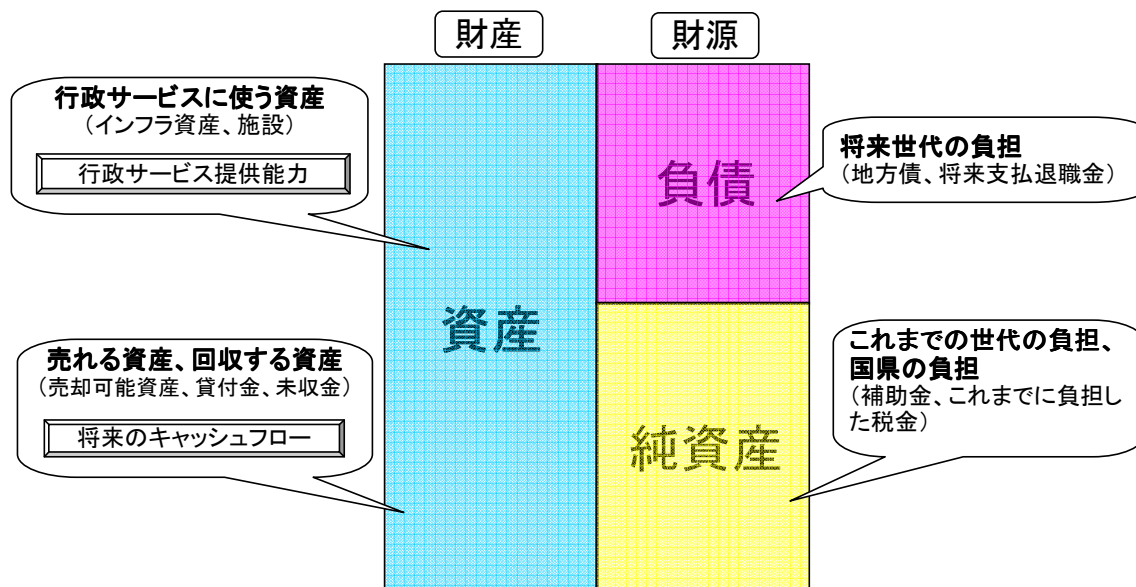 財産
財源
行政サービスに使う資産
（インフラ資産、施設）
行政サービス提供能力
負債
将来世代の負担
（地方債、将来支払退職金）
資産
売れる資産、回収する資産
（売却可能資産、貸付金、未収金）
将来のキャッシュフロー
純資産
これまでの世代の負担、
国県の負担
（補助金、これまでに負担し
た税金）